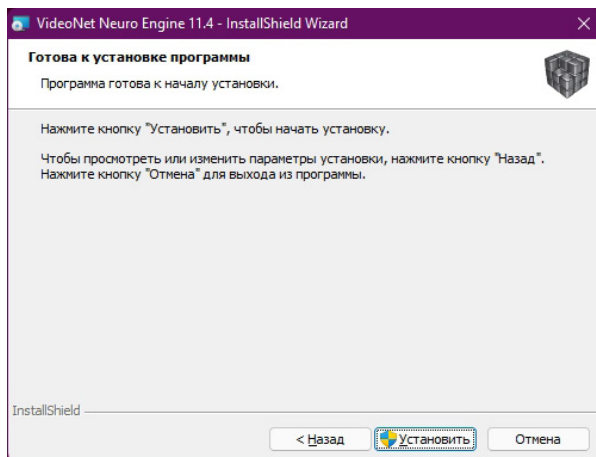 VideoNet Neuro Engine 11.4 - InstallShield Wizard
Готова к установке программы
Программа готова к началу установки.
Нажмите кнопку "Установить", чтобы начать установку.
Чтобы просмотреть или изменить параметры установки, нажмите кнопку "Назад".
Нажмите кнопку "Отмена" для выхода из программы.
InstallShield
< Назад Установить Отмена